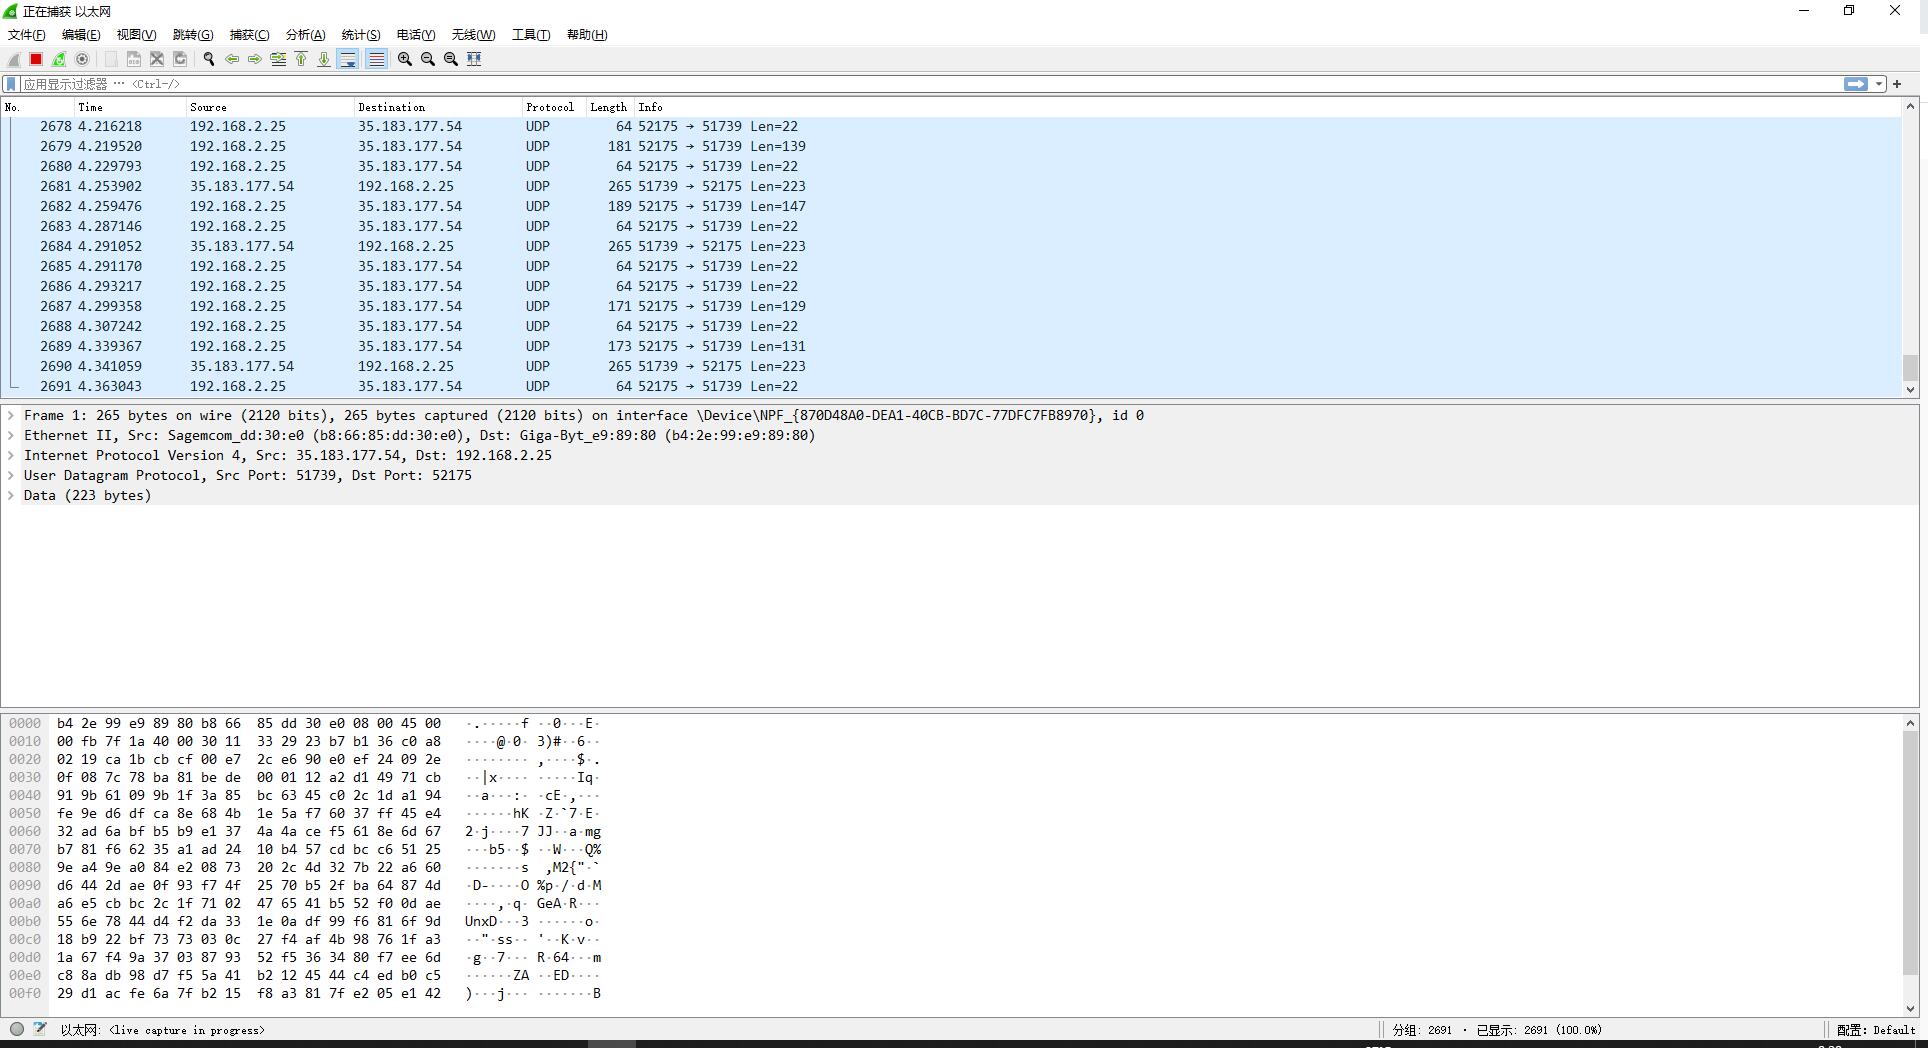 正在捕获 以太网
文件(F) 编辑(E) 视图(V) 跳转(G) 捕获(C) 分析(A) 统计(S) 电话(Y) 无线(W) 工具(T) 帮助(H)
应用显示过滤器 … <Ctrl-/>
No. Time Source Destination Protocol Length Info
2678 4.216218 192.168.2.25 35.183.177.54 UDP 64 52175 → 51739 Len=22
2679 4.219520 192.168.2.25 35.183.177.54 UDP 181 52175 → 51739 Len=139
2680 4.229793 192.168.2.25 35.183.177.54 UDP 64 52175 → 51739 Len=22
2681 4.253902 35.183.177.54 192.168.2.25 UDP 265 51739 → 52175 Len=223
2682 4.259476 192.168.2.25 35.183.177.54 UDP 189 52175 → 51739 Len=147
2683 4.287146 192.168.2.25 35.183.177.54 UDP 64 52175 → 51739 Len=22
2684 4.291052 35.183.177.54 192.168.2.25 UDP 265 51739 → 52175 Len=223
2685 4.291170 192.168.2.25 35.183.177.54 UDP 64 52175 → 51739 Len=22
2686 4.293217 192.168.2.25 35.183.177.54 UDP 64 52175 → 51739 Len=22
2687 4.299358 192.168.2.25 35.183.177.54 UDP 171 52175 → 51739 Len=129
2688 4.307242 192.168.2.25 35.183.177.54 UDP 64 52175 → 51739 Len=22
2689 4.339367 192.168.2.25 35.183.177.54 UDP 173 52175 → 51739 Len=131
2690 4.341059 35.183.177.54 192.168.2.25 UDP 265 51739 → 52175 Len=223
2691 4.363043 192.168.2.25 35.183.177.54 UDP 64 52175 → 51739 Len=22
Frame 1: 265 bytes on wire (2120 bits), 265 bytes captured (2120 bits) on interface \Device\NPF_{870D48A0-DEA1-40CB-BD7C-77DFC7FB8970}, id 0
Ethernet II, Src: Sagemcom_dd:30:e0 (b8:66:85:dd:30:e0), Dst: Giga-Byt_e9:89:80 (b4:2e:99:e9:89:80)
Internet Protocol Version 4, Src: 35.183.177.54, Dst: 192.168.2.25
User Datagram Protocol, Src Port: 51739, Dst Port: 52175
Data (223 bytes)
0000 b4 2e 99 e9 89 80 b8 66 85 dd 30 e0 08 00 45 00 ·.·····f ··0···E·
0010 00 fb 7f 1a 40 00 30 11 33 29 23 b7 b1 36 c0 a8 ····@·0· 3)#··6··
0020 02 19 ca 1b cb cf 00 e7 2c e6 90 e0 ef 24 09 2e ········ ,····$·.
0030 0f 08 7c 78 ba 81 be de 00 01 12 a2 d1 49 71 cb ··|x···· ·····Iq·
0040 91 9b 61 09 9b 1f 3a 85 bc 63 45 c0 2c 1d a1 94 ··a···:· ·cE·,···
0050 fe 9e d6 df ca 8e 68 4b 1e 5a f7 60 37 ff 45 e4 ······hK ·Z·`7·E·
0060 32 ad 6a bf b5 b9 e1 37 4a 4a ce f5 61 8e 6d 67 2·j····7 JJ··a·mg
0070 b7 81 f6 62 35 a1 ad 24 10 b4 57 cd bc c6 51 25 ···b5··$ ··W···Q%
0080 9e a4 9e a0 84 e2 08 73 20 2c 4d 32 7b 22 a6 60 ·······s ,M2{"·`
0090 d6 44 2d ae 0f 93 f7 4f 25 70 b5 2f ba 64 87 4d ·D-····O %p·/·d·M
00a0 a6 e5 cb bc 2c 1f 71 02 47 65 41 b5 52 f0 0d ae ····,·q· GeA·R···
00b0 55 6e 78 44 d4 f2 da 33 1e 0a df 99 f6 81 6f 9d UnxD···3 ······o·
00c0 18 b9 22 bf 73 73 03 0c 27 f4 af 4b 98 76 1f a3 ··"·ss·· '··K·v··
00d0 1a 67 f4 9a 37 03 87 93 52 f5 36 34 80 f7 ee 6d ·g··7··· R·64···m
00e0 c8 8a db 98 d7 f5 5a 41 b2 12 45 44 c4 ed b0 c5 ······ZA ··ED····
00f0 29 d1 ac fe 6a 7f b2 15 f8 a3 81 7f e2 05 e1 42 )···j··· ·······B
以太网: <live capture in progress> 分组: 2691 · 已显示: 2691 (100.0%) 配置: Default